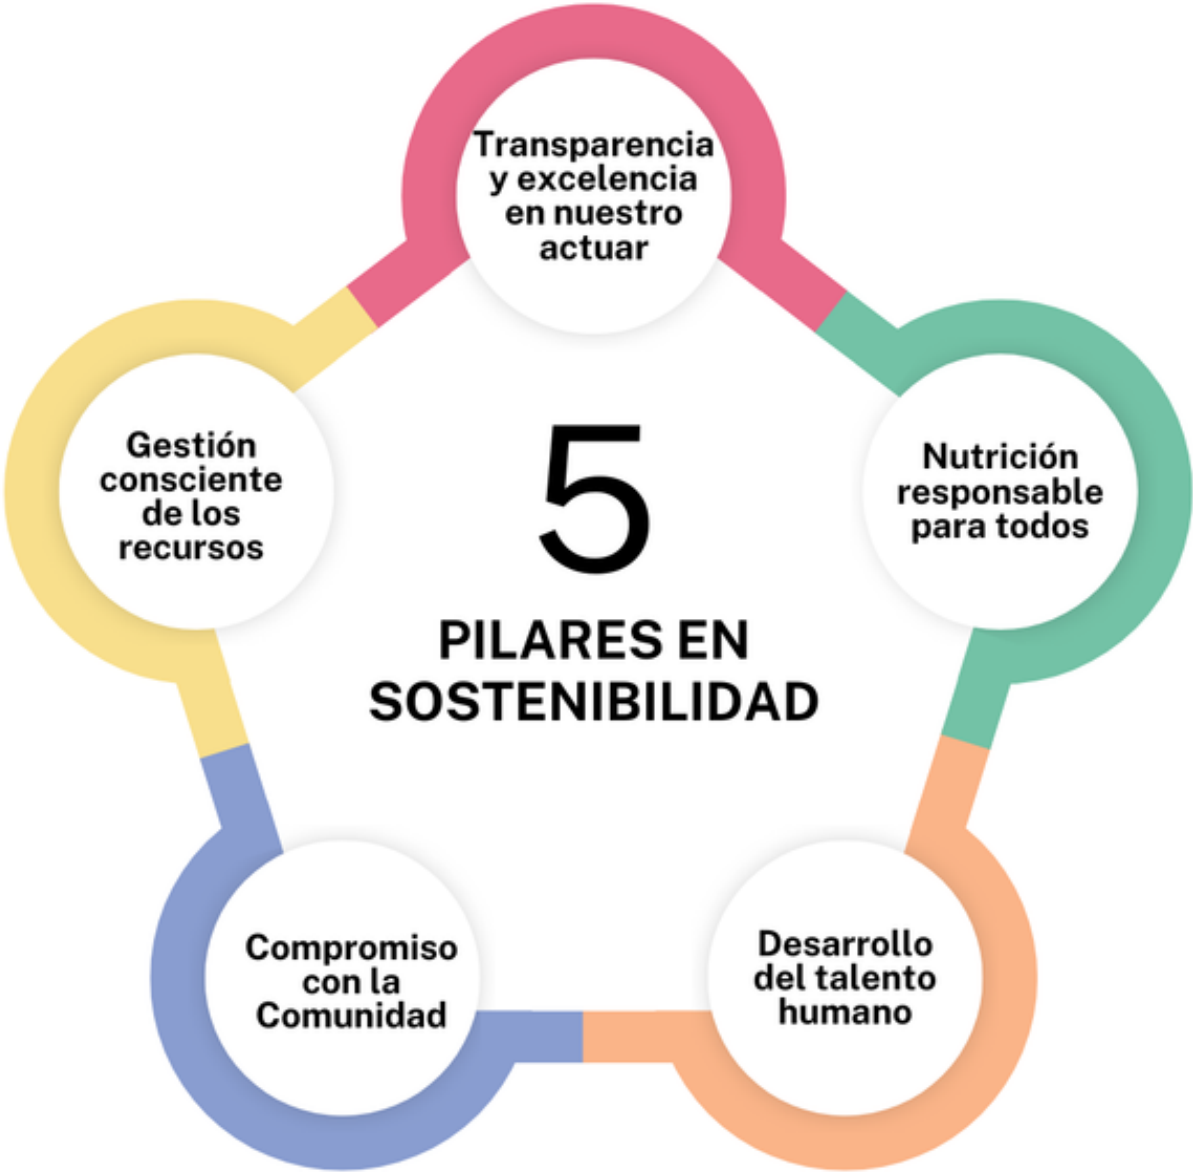 Transparencia
y excelencia
en nuestro
actuar
Gestión
consciente
de los
recursos
5
PILARES EN
SOSTENIBILIDAD
Nutrición
responsable
para todos
Compromiso
con la
Comunidad
Desarrollo
del talento
humano